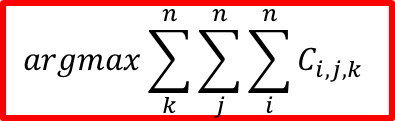 argmax ∑_k^n ∑_j^n ∑_i^n C_{i,j,k}